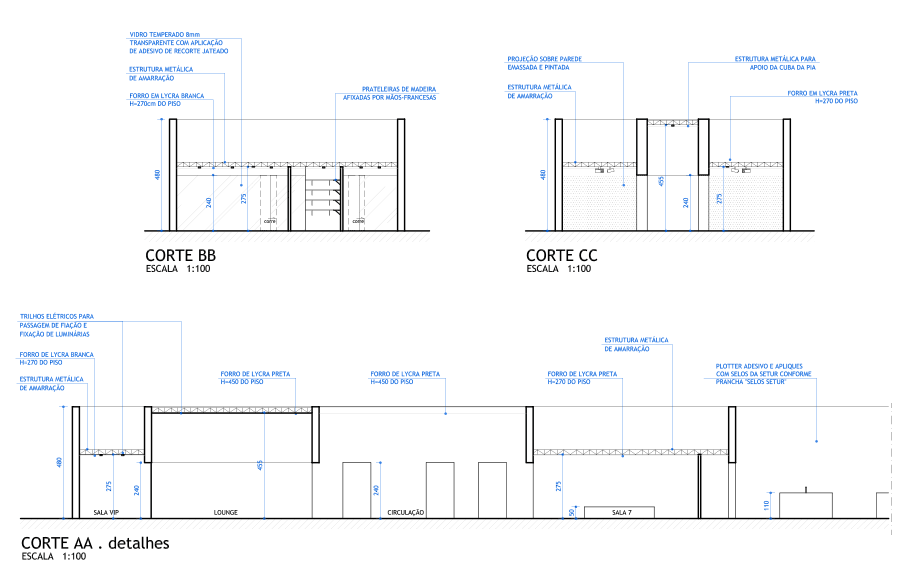 VIDRO TEMPERADO 8mm
TRANSPARENTE COM APLICAÇÃO
DE ADESIVO DE RECORTE JATEADO
ESTRUTURA METÁLICA
DE AMARRAÇÃO
FORRO EM LYCRA BRANCA
H=270cm DO PISO
PRATELEIRAS DE MADEIRA
AFIXADAS POR MÃOS-FRANCESAS
480
240
275
CORTE BB
ESCALA 1:100
PROJEÇÃO SOBRE PAREDE
EMASSADA E PINTADA
ESTRUTURA METÁLICA
DE AMARRAÇÃO
ESTRUTURA METÁLICA PARA
APOIO DA CUBA DA PIA
FORRO EM LYCRA PRETA
H=270 DO PISO
480
455
240
275
CORTE CC
ESCALA 1:100
TRILHOS ELÉTRICOS PARA
PASSAGEM DE FIAÇÃO E
FIXAÇÃO DE LUMINÁRIAS
FORRO DE LYCRA BRANCA
H=270 DO PISO
ESTRUTURA METÁLICA
DE AMARRAÇÃO
FORRO DE LYCRA PRETA
H=450 DO PISO
FORRO DE LYCRA PRETA
H=450 DO PISO
FORRO DE LYCRA PRETA
H=270 DO PISO
ESTRUTURA METÁLICA
DE AMARRAÇÃO
PLOTTER ADESIVO E APLIQUES
COM SELOS DA SETUR CONFORME
PRANCHA "SELOS SETUR"
480
275
240
455
240
275
50
110
SALA VIP
LOUNGE
CIRCULAÇÃO
SALA 7
CORTE AA . detalhes
ESCALA 1:100